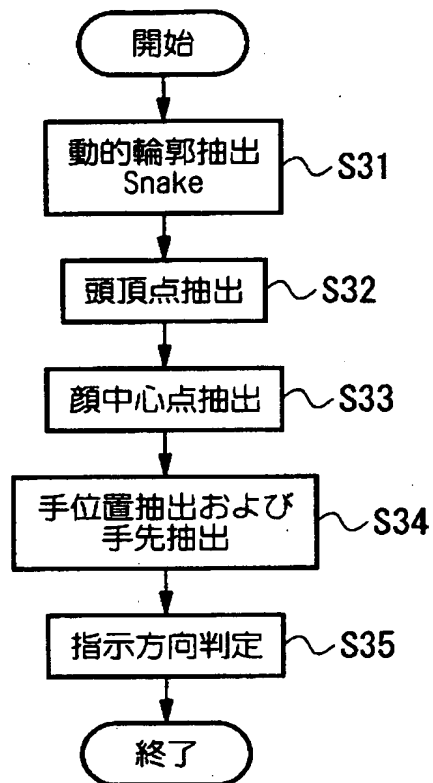 開始
動的輪郭抽出
Snake
S31
頭頂点抽出
S32
顔中心点抽出
S33
手位置抽出および
手先抽出
S34
指示方向判定
S35
終了